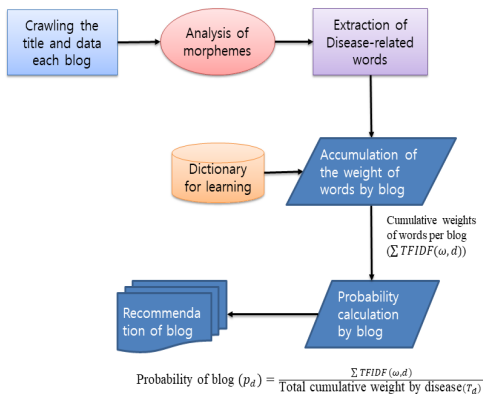 Crawling the
title and data
each blog
Analysis of
morphemes
Extraction of
Disease-related
words
Dictionary
for learning
Accumulation of
the weight of
words by blog
Cumulative weights
of words per blog
(∑ TFIDF(ω, d))
Probability
calculation
by blog
Recommenda
tion of blog
Probability of blog (p_d) = ∑ TFIDF(ω,d) / Total cumulative weight by disease(T_d)